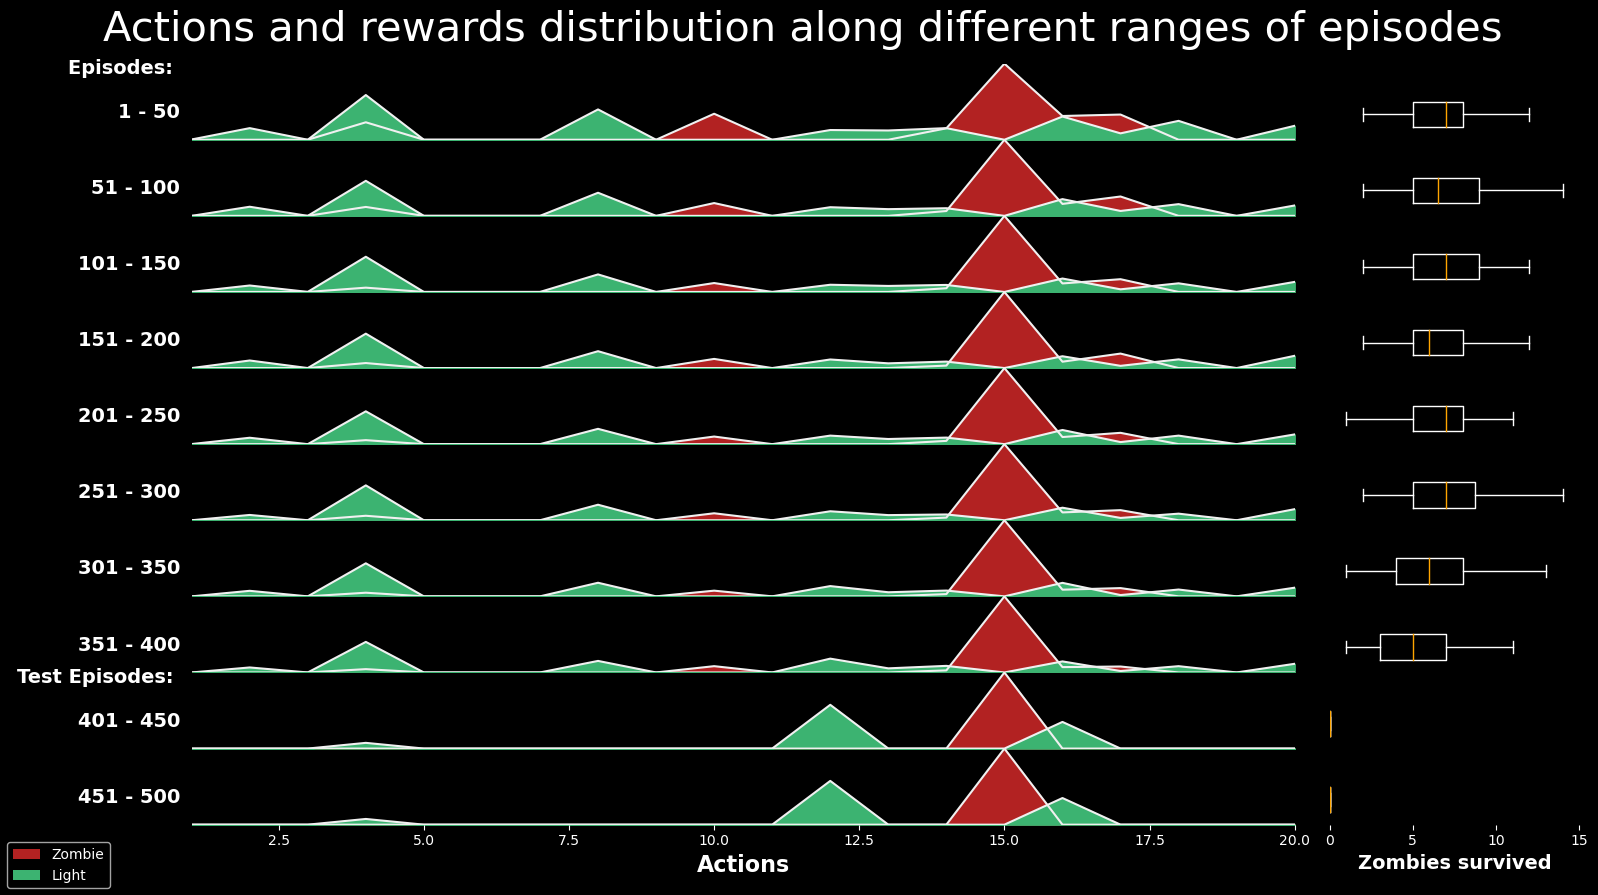 Actions and rewards distribution along different ranges of episodes
Episodes:
1 - 50
51 - 100
101 - 150
151 - 200
201 - 250
251 - 300
301 - 350
351 - 400
Test Episodes:
401 - 450
451 - 500
2.5 5.0 7.5 10.0 12.5 15.0 17.5 20.0 0 5 10 15
Actions
Zombies survived
Zombie
Light